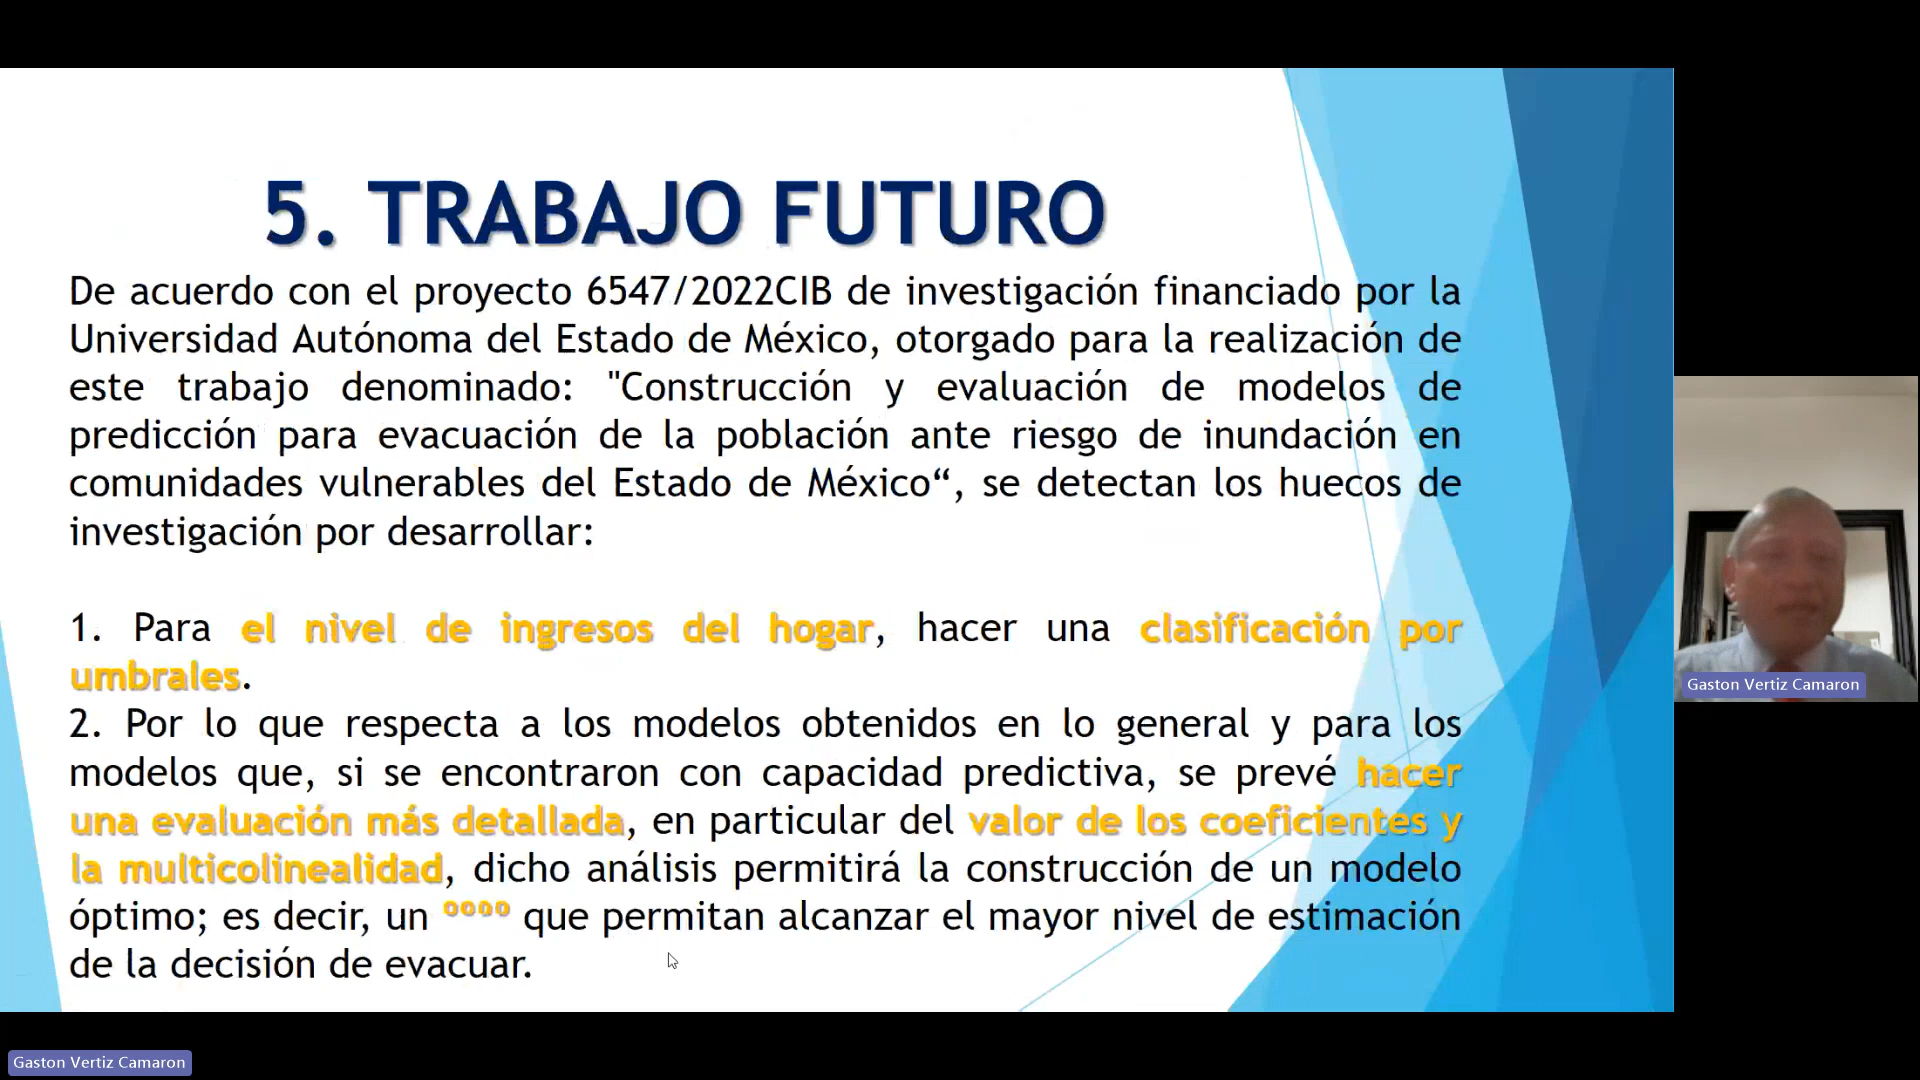 5. TRABAJO FUTURO
De acuerdo con el proyecto 6547/2022CIB de investigación financiado por la
Universidad Autónoma del Estado de México, otorgado para la realización de
este trabajo denominado: "Construcción y evaluación de modelos de
predicción para evacuación de la población ante riesgo de inundación en
comunidades vulnerables del Estado de México“, se detectan los huecos de
investigación por desarrollar:
1. Para el nivel de ingresos del hogar, hacer una clasificación por
umbrales.
2. Por lo que respecta a los modelos obtenidos en lo general y para los
modelos que, si se encontraron con capacidad predictiva, se prevé hacer
una evaluación más detallada, en particular del valor de los coeficientes y
la multicolinealidad, dicho análisis permitirá la construcción de un modelo
óptimo; es decir, un ºººº que permitan alcanzar el mayor nivel de estimación
de la decisión de evacuar.
Gaston Vertiz Camaron
Gaston Vertiz Camaron